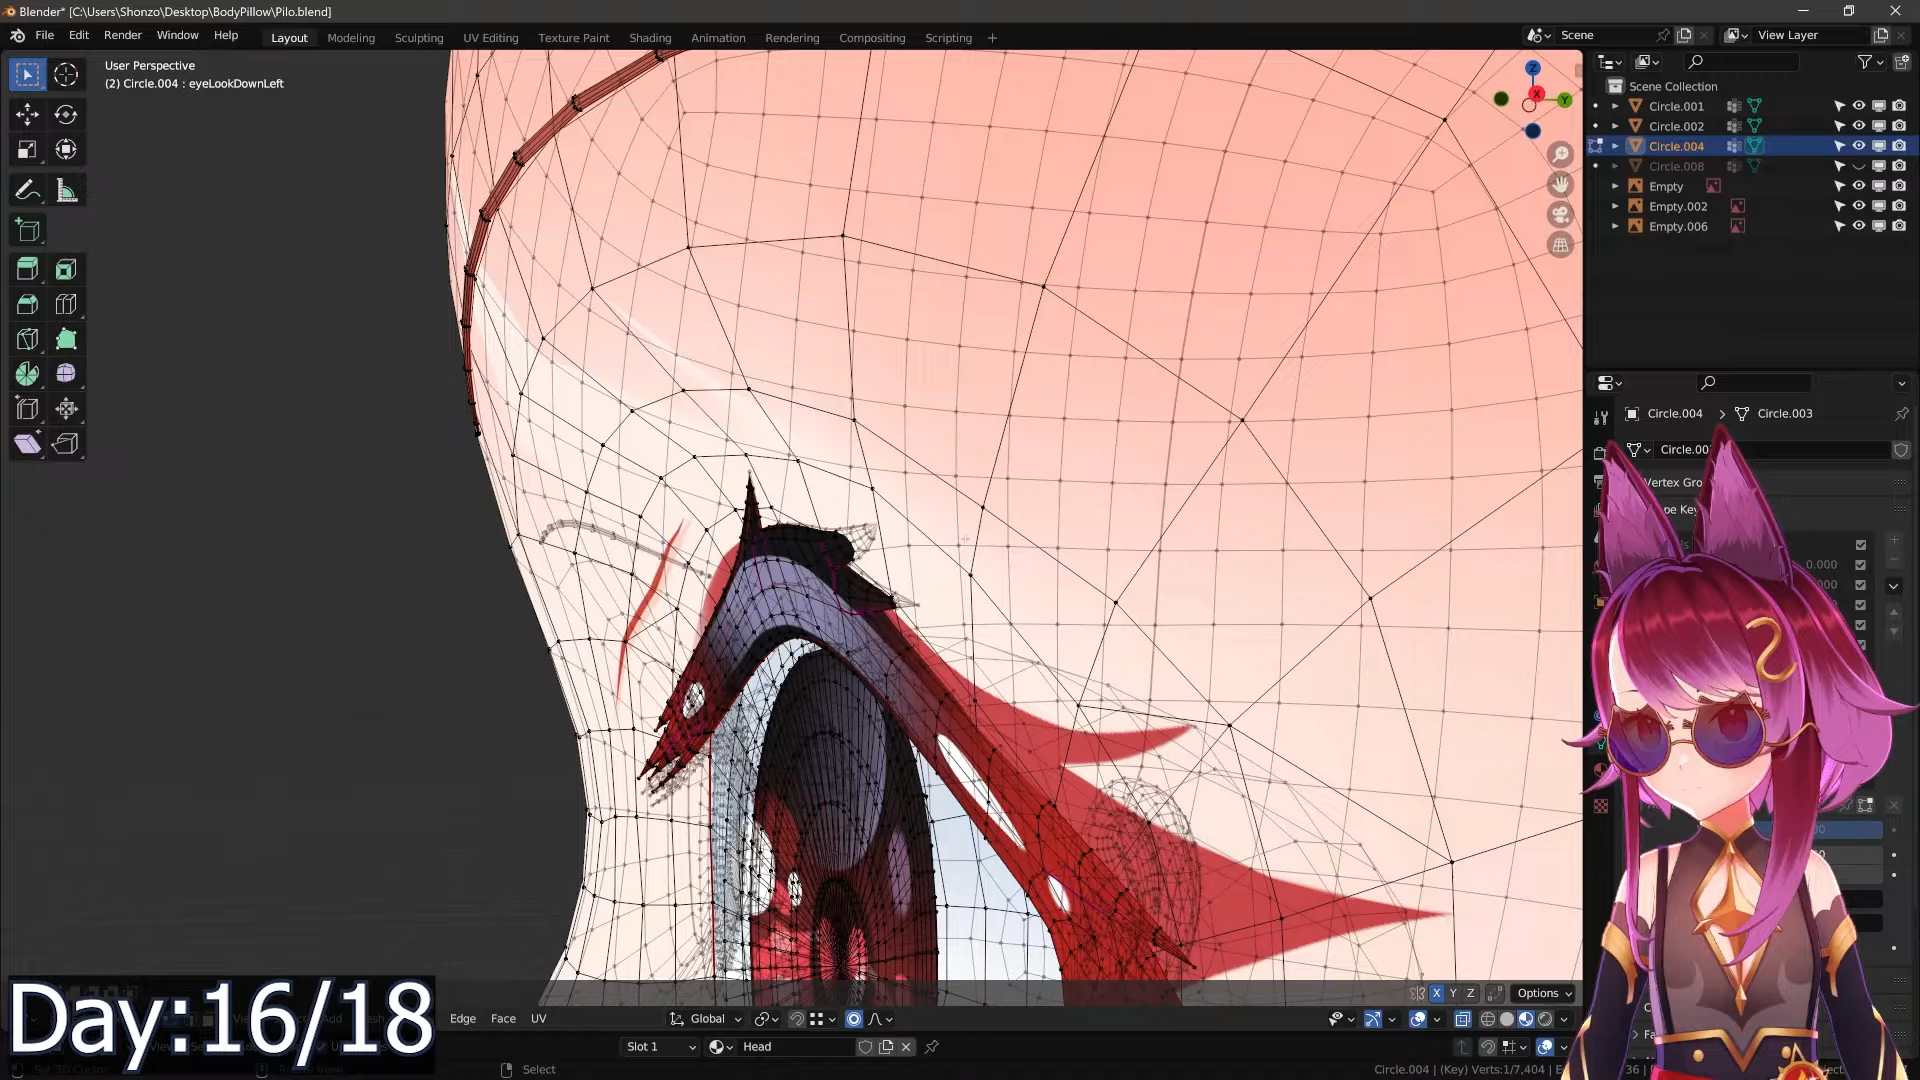 Blender* [C:\Users\Shonzo\Desktop\BodyPillow\Pilo.blend]
File Edit Render Window Help
Layout Modeling Sculpting UV Editing Texture Paint Shading Animation Rendering Compositing Scripting +
Scene View Layer
User Perspective
(2) Circle.004 : eyeLookDownLeft
Z
X
Y
Scene Collection
Circle.001
Circle.002
Circle.004
Circle.008
Empty
Empty.002
Empty.006
Circle.004 > Circle.003
Circle.00
Vertex Gro
pe Key
0.000
Day:16/18
X Y Z Options
Edge Face UV
Global
Slot 1 Head
Select
Circle.004 | (Key) Verts:1/7,404 | E